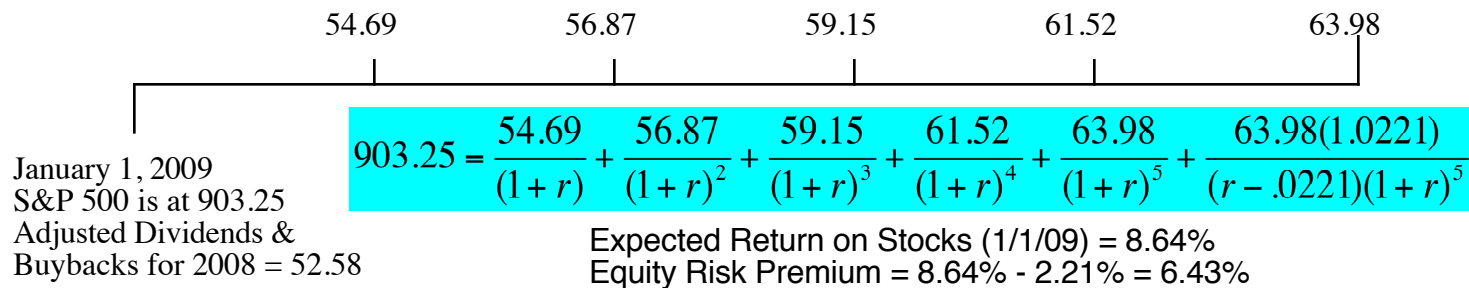 54.69 56.87 59.15 61.52 63.98
903.25 = 54.69/(1 + r) + 56.87/(1 + r)^2 + 59.15/(1 + r)^3 + 61.52/(1 + r)^4 + 63.98/(1 + r)^5 + 63.98(1.0221)/((r − .0221)(1 + r)^5)
January 1, 2009
S&P 500 is at 903.25
Adjusted Dividends &
Buybacks for 2008 = 52.58
Expected Return on Stocks (1/1/09) = 8.64%
Equity Risk Premium = 8.64% - 2.21% = 6.43%